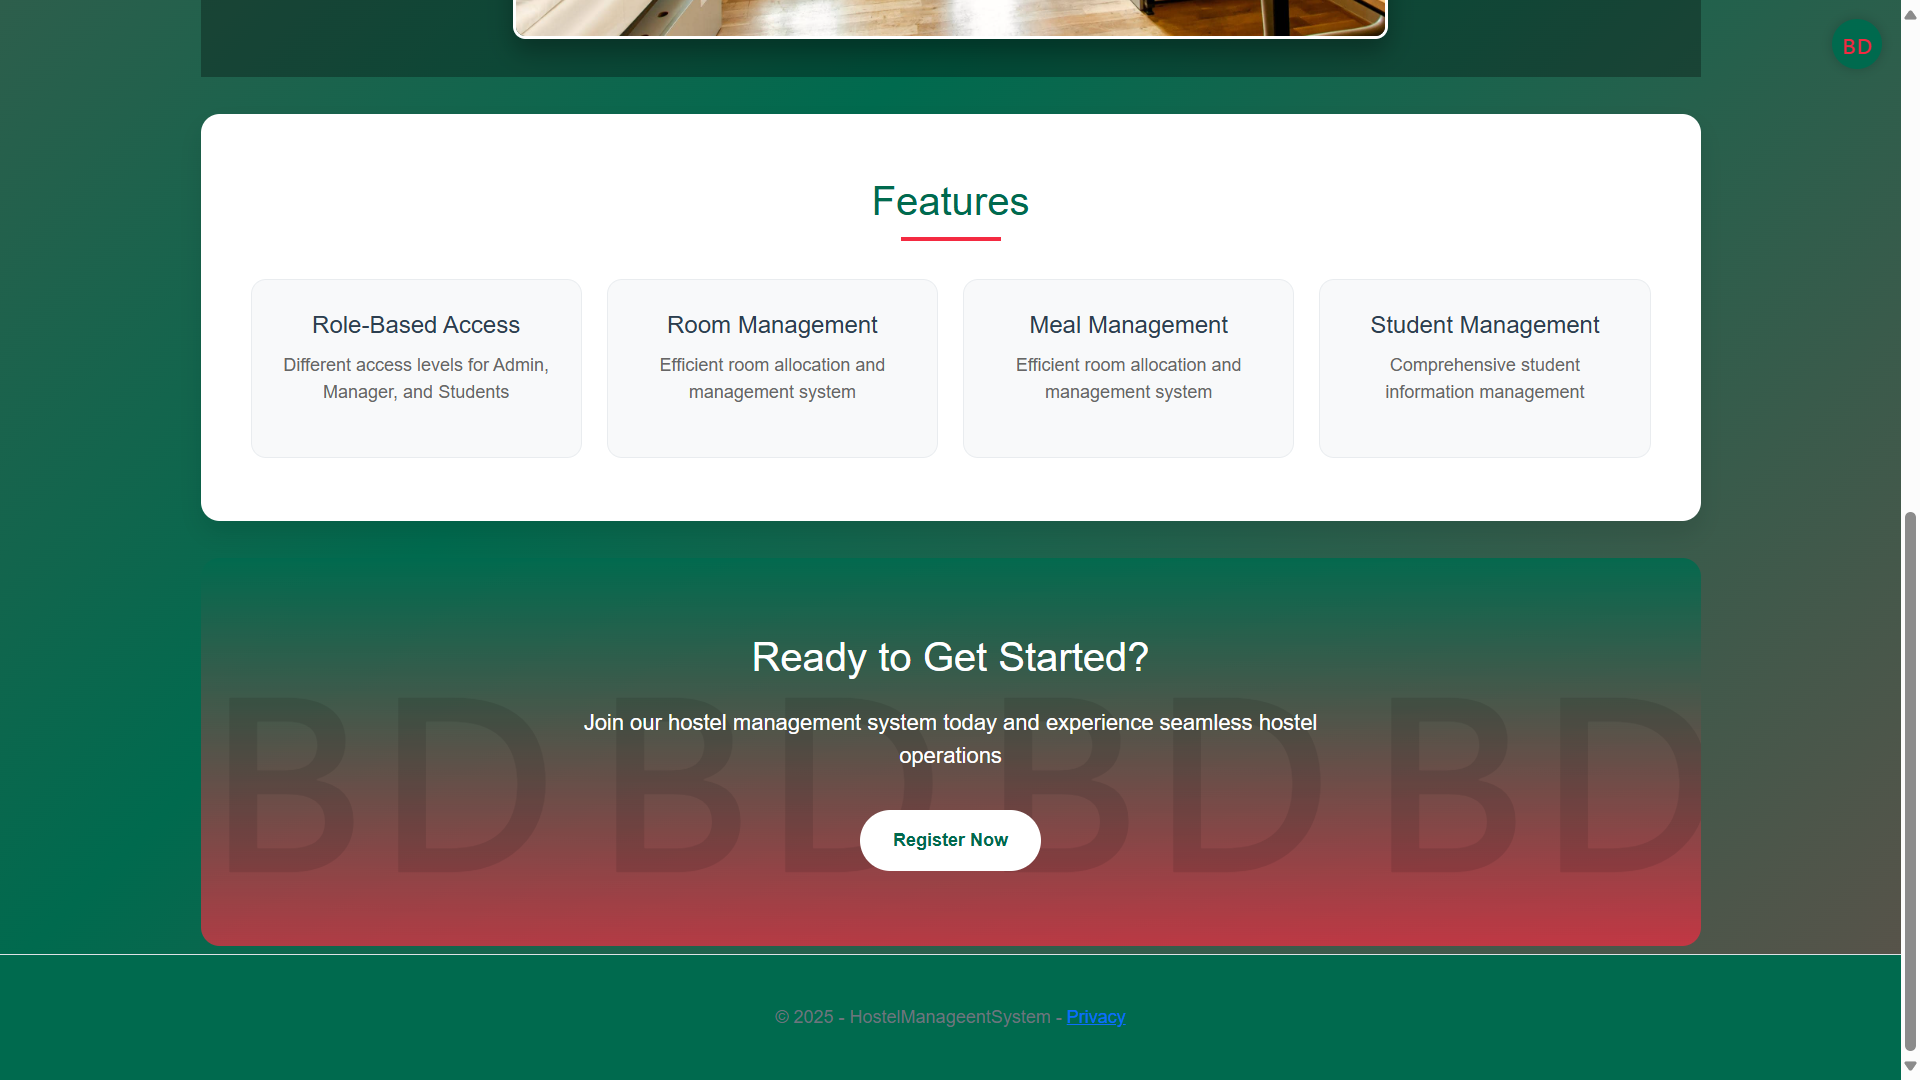 BD
Features
Role-Based Access
Different access levels for Admin,
Manager, and Students
Room Management
Efficient room allocation and
management system
Meal Management
Efficient room allocation and
management system
Student Management
Comprehensive student
information management
Ready to Get Started?
Join our hostel management system today and experience seamless hostel
operations
BD BD BD BD
Register Now
© 2025 - HostelManageentSystem - Privacy